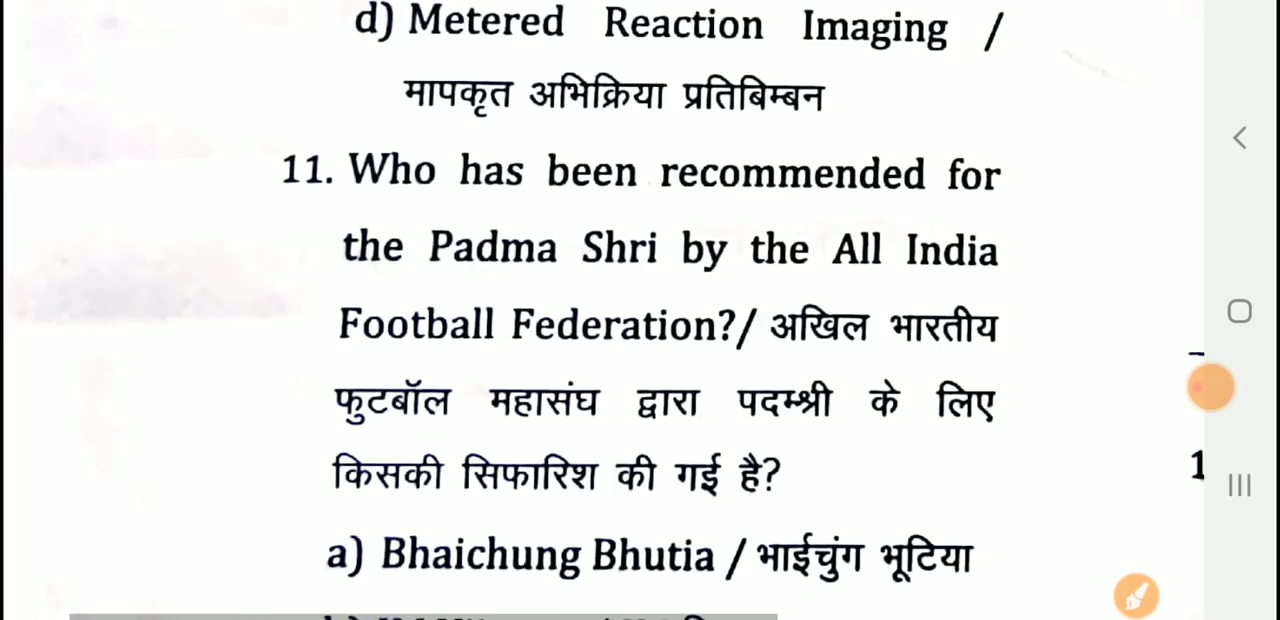 d) Metered Reaction Imaging /
मापकृत अभिक्रिया प्रतिबिम्बन
11. Who has been recommended for
the Padma Shri by the All India
Football Federation?/ अखिल भारतीय
फुटबॉल महासंघ द्वारा पदम्श्री के लिए
किसकी सिफारिश की गई है?
1
a) Bhaichung Bhutia / भाईचुंग भूटिया